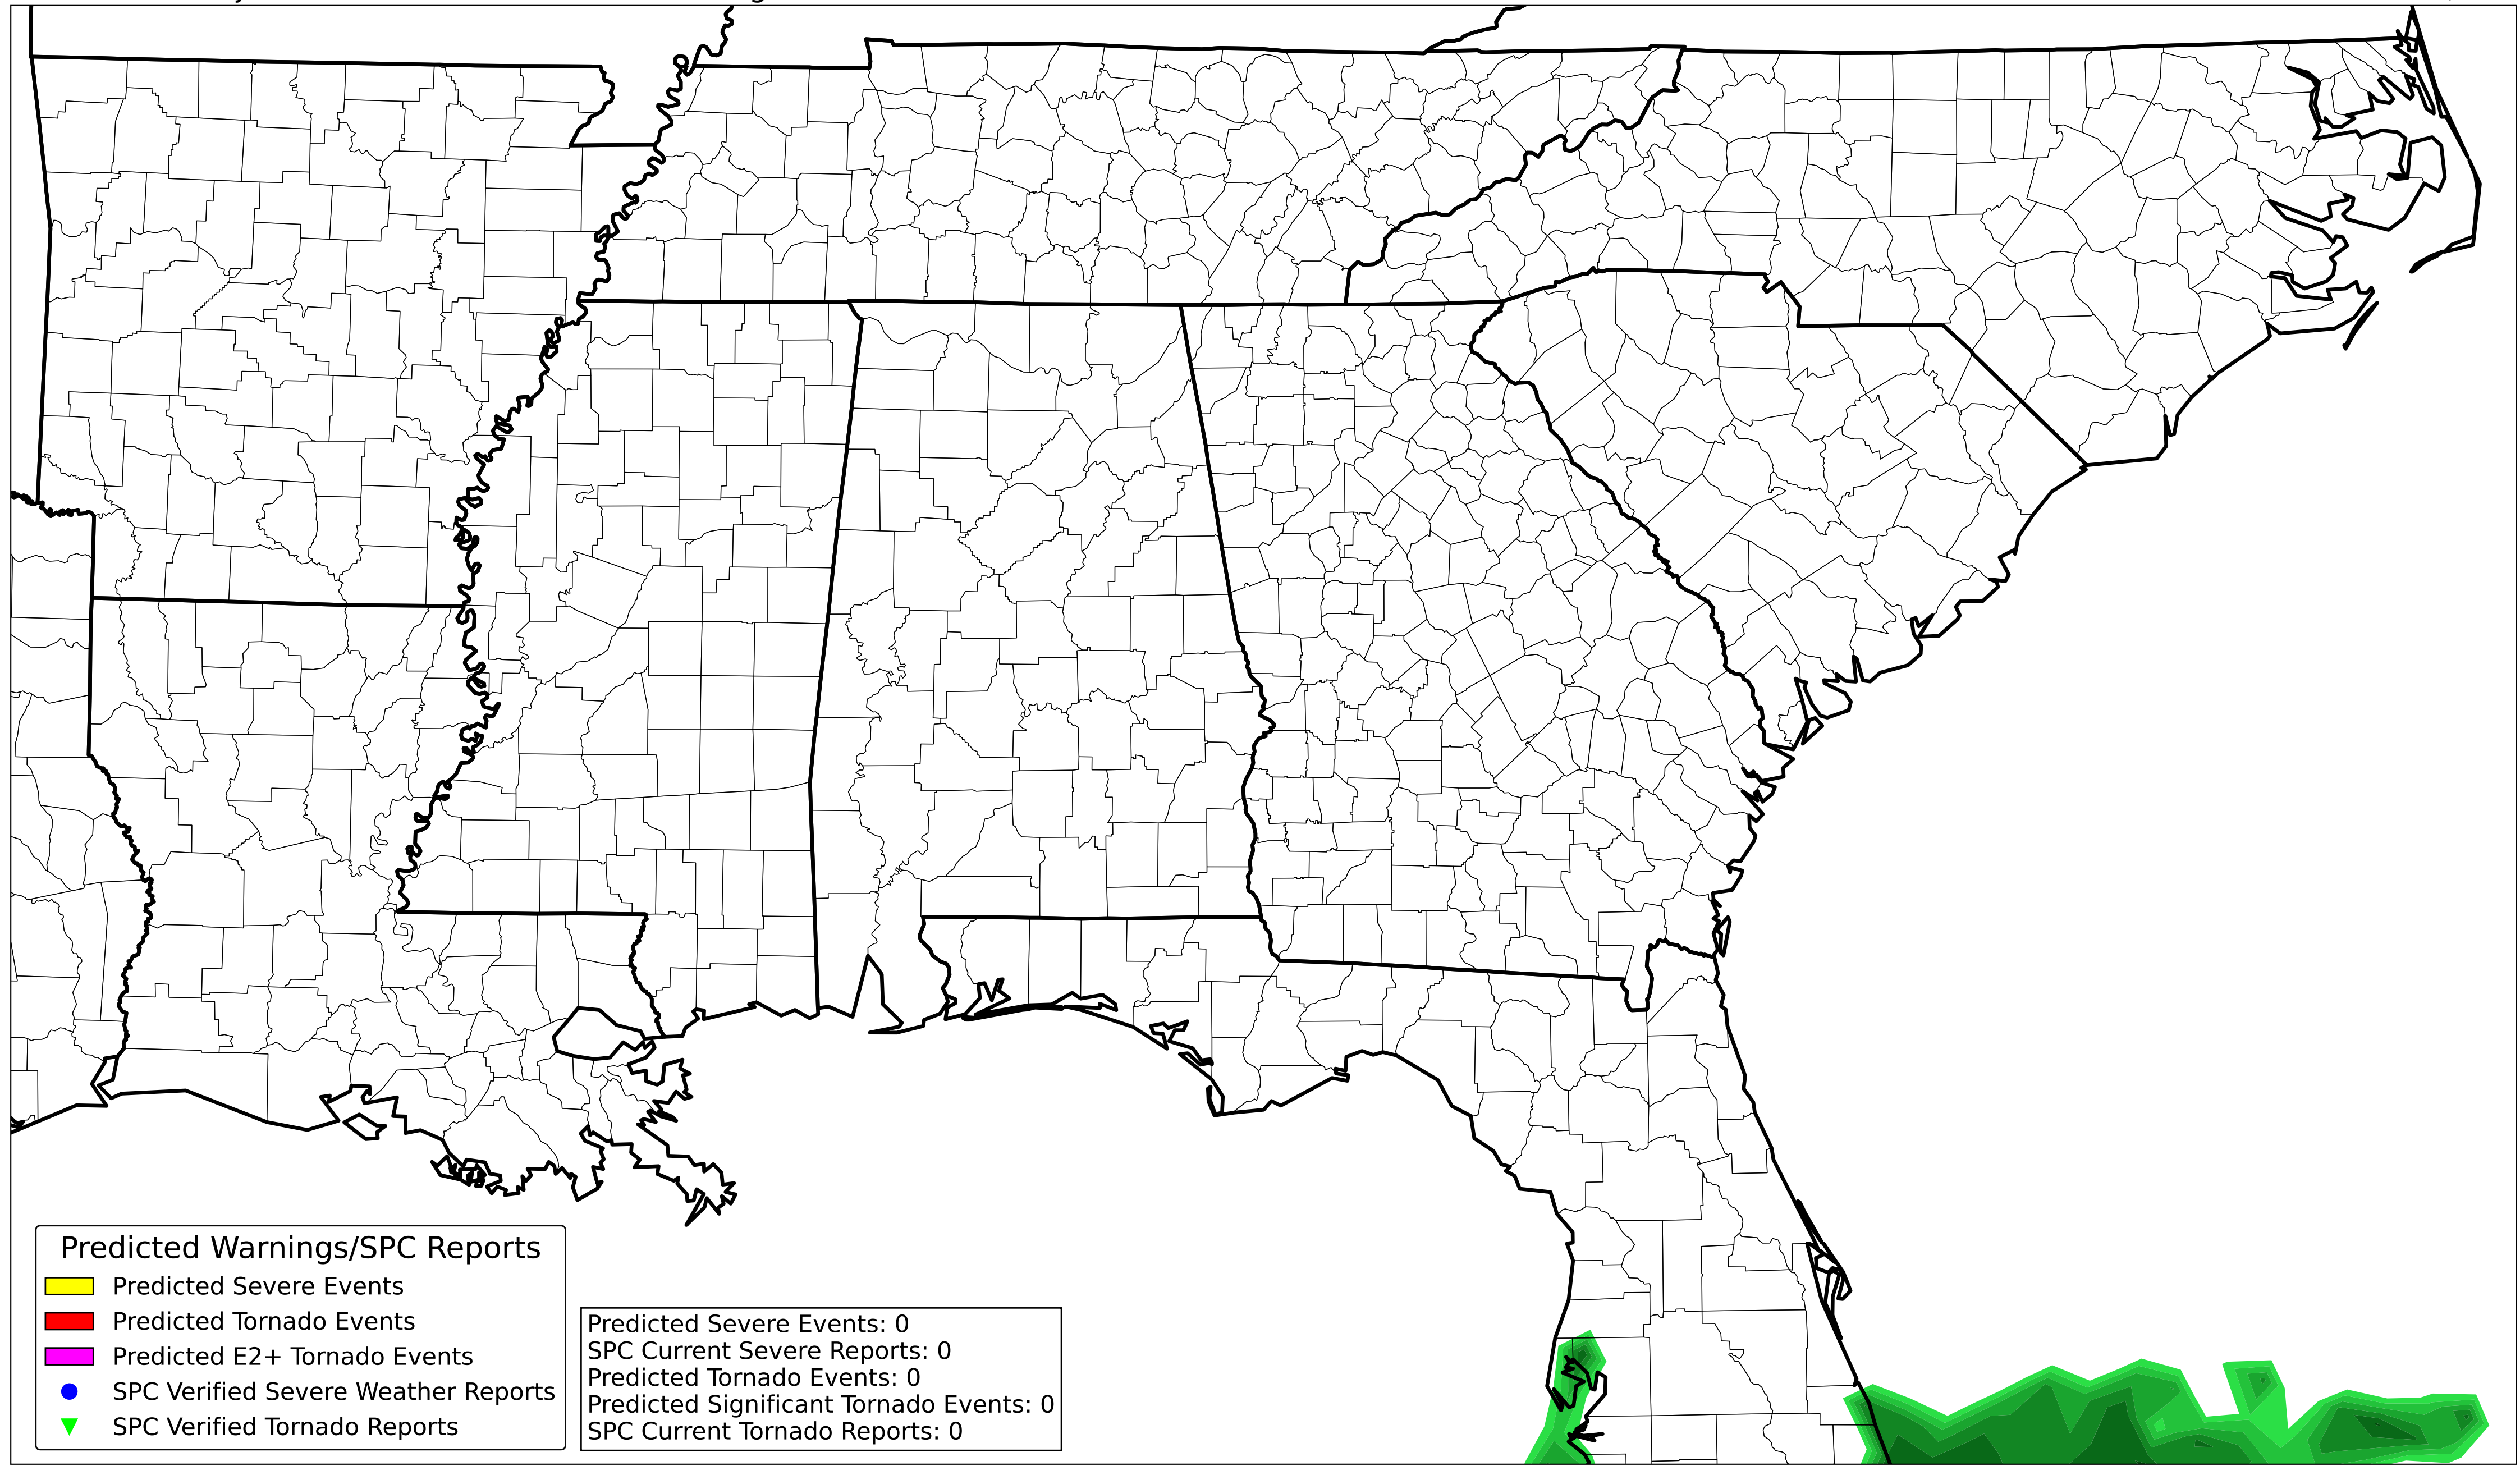 Predicted Warnings/SPC Reports
Predicted Severe Events
Predicted Tornado Events
Predicted E2+ Tornado Events
SPC Verified Severe Weather Reports
SPC Verified Tornado Reports
Predicted Severe Events: 0
SPC Current Severe Reports: 0
Predicted Tornado Events: 0
Predicted Significant Tornado Events: 0
SPC Current Tornado Reports: 0